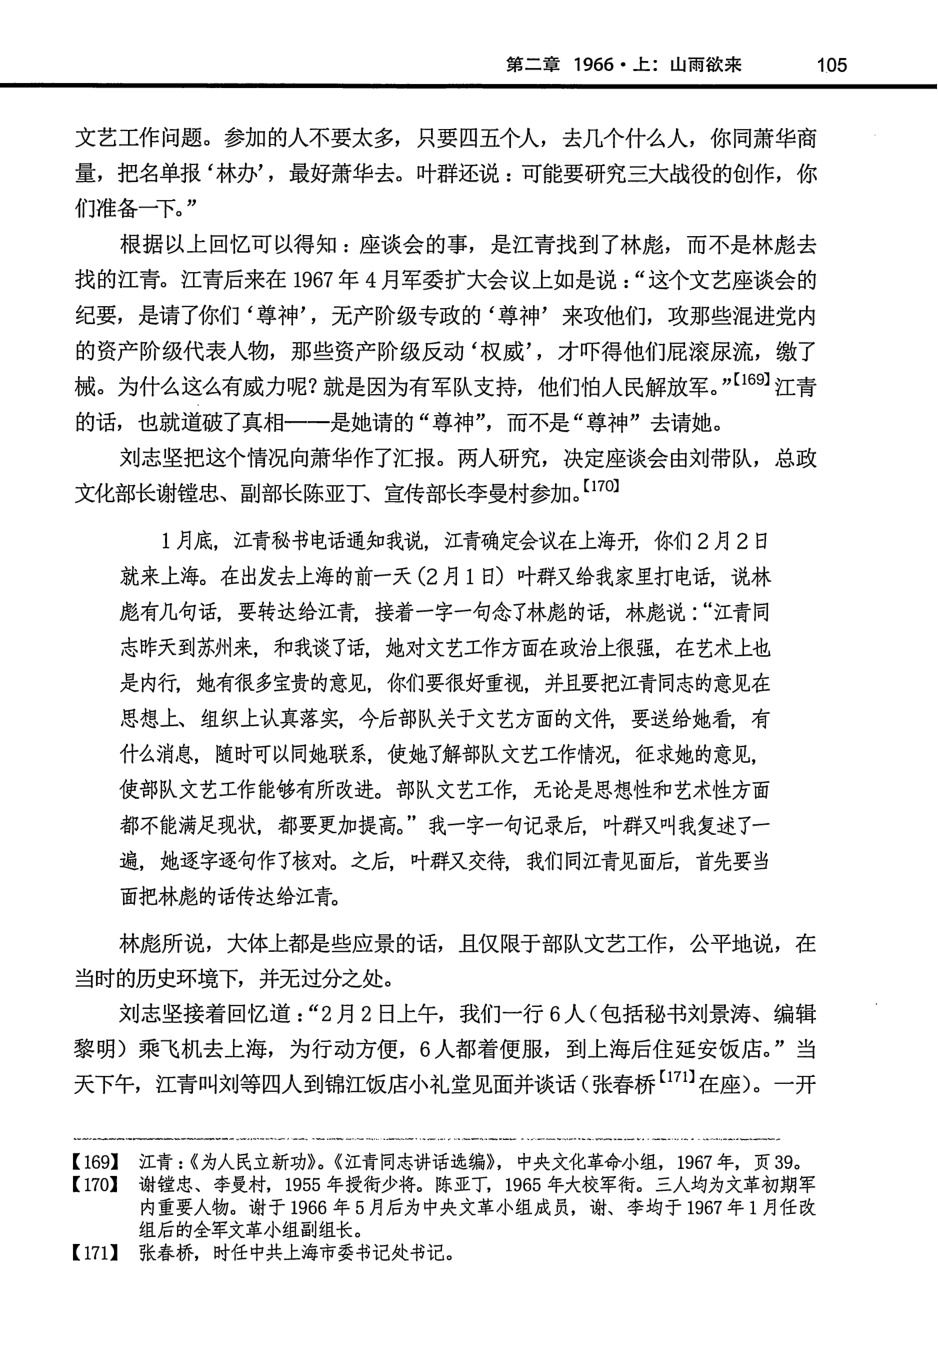 第二章 1966·上：山雨欲来 105
文艺工作问题。参加的人不要太多，只要四五个人，去几个什么人，你同萧华商
量，把名单报‘林办’，最好萧华去。叶群还说：可能要研究三大战役的创作，你
们准备一下。”
根据以上回忆可以得知：座谈会的事，是江青找到了林彪，而不是林彪去
找的江青。江青后来在 1967 年 4 月军委扩大会议上如是说：“这个文艺座谈会的
纪要，是请了你们‘尊神’，无产阶级专政的‘尊神’来攻他们，攻那些混进党内
的资产阶级代表人物，那些资产阶级反动‘权威’，才吓得他们屁滚尿流，缴了
械。为什么这么有威力呢？就是因为有军队支持，他们怕人民解放军。”【169】江青
的话，也就道破了真相——是她请的“尊神”，而不是“尊神”去请她。
刘志坚把这个情况向萧华作了汇报。两人研究，决定座谈会由刘带队，总政
文化部长谢镗忠、副部长陈亚丁、宣传部长李曼村参加。【170】
1 月底，江青秘书电话通知我说，江青确定会议在上海开，你们 2 月 2 日
就来上海。在出发去上海的前一天（2 月 1 日）叶群又给我家里打电话，说林
彪有几句话，要转达给江青，接着一字一句念了林彪的话，林彪说：“江青同
志昨天到苏州来，和我谈了话，她对文艺工作方面在政治上很强，在艺术上也
是内行，她有很多宝贵的意见，你们要很好重视，并且要把江青同志的意见在
思想上、组织上认真落实，今后部队关于文艺方面的文件，要送给她看，有
什么消息，随时可以同她联系，使她了解部队文艺工作情况，征求她的意见，
使部队文艺工作能够有所改进。部队文艺工作，无论是思想性和艺术性方面
都不能满足现状，都要更加提高。”我一字一句记录后，叶群又叫我复述了一
遍，她逐字逐句作了核对。之后，叶群又交待，我们同江青见面后，首先要当
面把林彪的话传达给江青。
林彪所说，大体上都是些应景的话，且仅限于部队文艺工作，公平地说，在
当时的历史环境下，并无过分之处。
刘志坚接着回忆道：“2 月 2 日上午，我们一行 6 人（包括秘书刘景涛、编辑
黎明）乘飞机去上海，为行动方便，6 人都着便服，到上海后住延安饭店。”当
天下午，江青叫刘等四人到锦江饭店小礼堂见面并谈话（张春桥【171】在座）。一开
【169】 江青：《为人民立新功》。《江青同志讲话选编》，中央文化革命小组，1967 年，页 39。
【170】 谢镗忠、李曼村，1955 年授衔少将。陈亚丁，1965 年大校军衔。三人均为文革初期军
内重要人物。谢于 1966 年 5 月后为中央文革小组成员，谢、李均于 1967 年 1 月任改
组后的全军文革小组副组长。
【171】 张春桥，时任中共上海市委书记处书记。